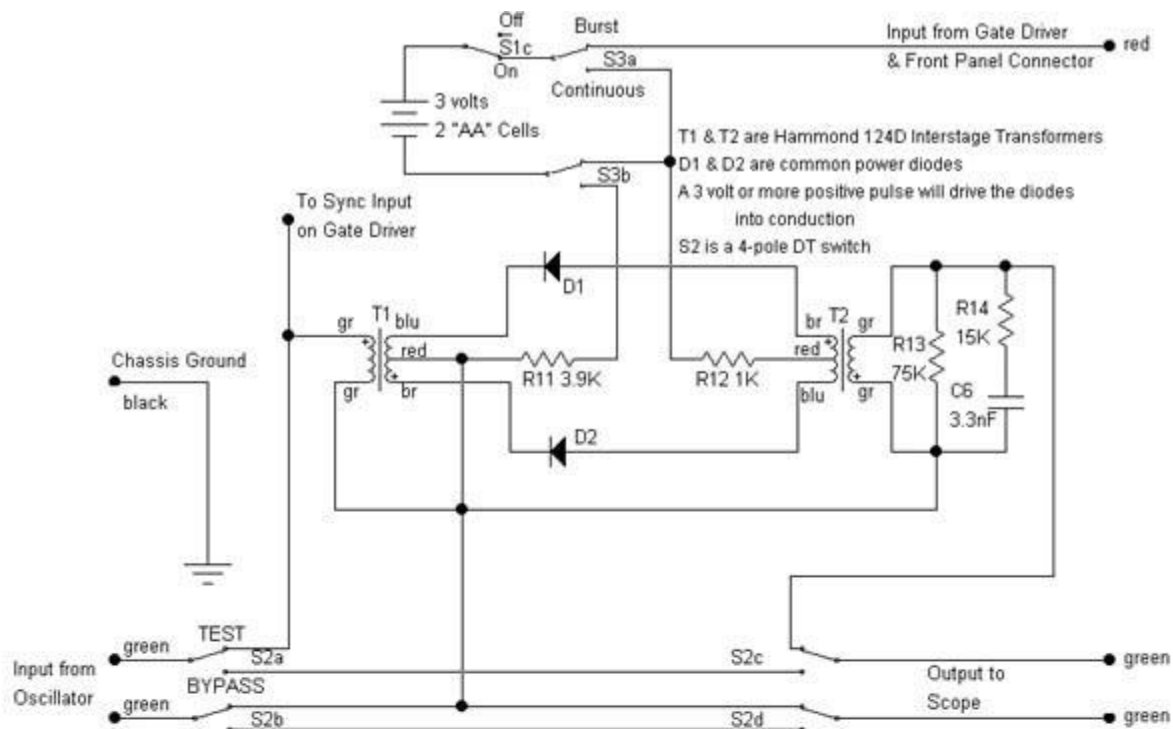 Off
Burst
S1c
On
S3a
Continuous
Input from Gate Driver
& Front Panel Connector
red
3 volts
2 "AA" Cells
T1 & T2 are Hammond 124D Interstage Transformers
D1 & D2 are common power diodes
A 3 volt or more positive pulse will drive the diodes
into conduction
S2 is a 4-pole DT switch
S3b
To Sync Input
on Gate Driver
D1
T1
gr
blu
red
gr
br
R11 3.9K
D2
R12 1K
br
T2
gr
red
blu
gr
R13
75K
R14
15K
C6
3.3nF
Chassis Ground
black
green
TEST
S2a
BYPASS
Input from
Oscillator
green
S2b
S2c
S2d
Output to
Scope
green
green